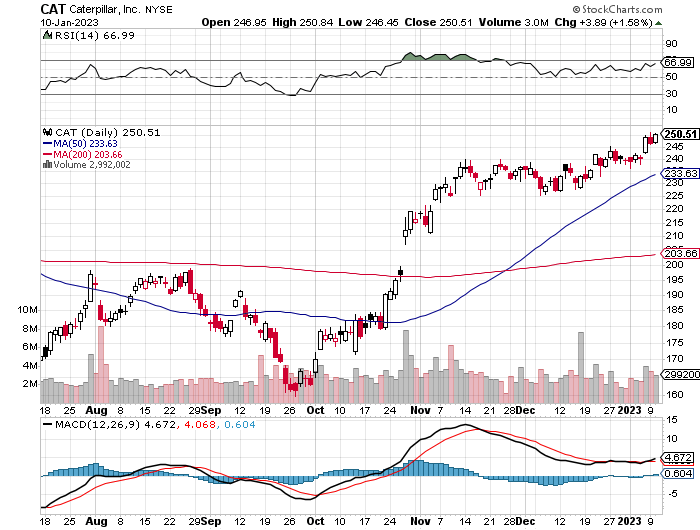 CAT Caterpillar, Inc. NYSE © StockCharts.com
10-Jan-2023 Open 246.95 High 250.84 Low 246.45 Close 250.51 Volume 3.0M Chg +3.89 (+1.58%)
RSI(14) 66.99
90
70
66.99
50
30
10
CAT (Daily) 250.51
MA(50) 233.63
MA(200) 203.66
Volume 2,992,002
250.51
245
240
235
233.63
230
225
220
215
210
203.66
200
195
190
185
180
175
170
160
10M
8M
6M
4M
2M
299200
18 25 Aug 8 15 22 29 Sep 12 19 26 Oct 10 17 24 Nov 7 14 21 28 Dec 12 19 27 2023 9
MACD(12,26,9) 4.672, 4.068, 0.604
15
10
4.672
0.604
-5
18 25 Aug 8 15 22 29 Sep 12 19 26 Oct 10 17 24 Nov 7 14 21 28 Dec 12 19 27 2023 9